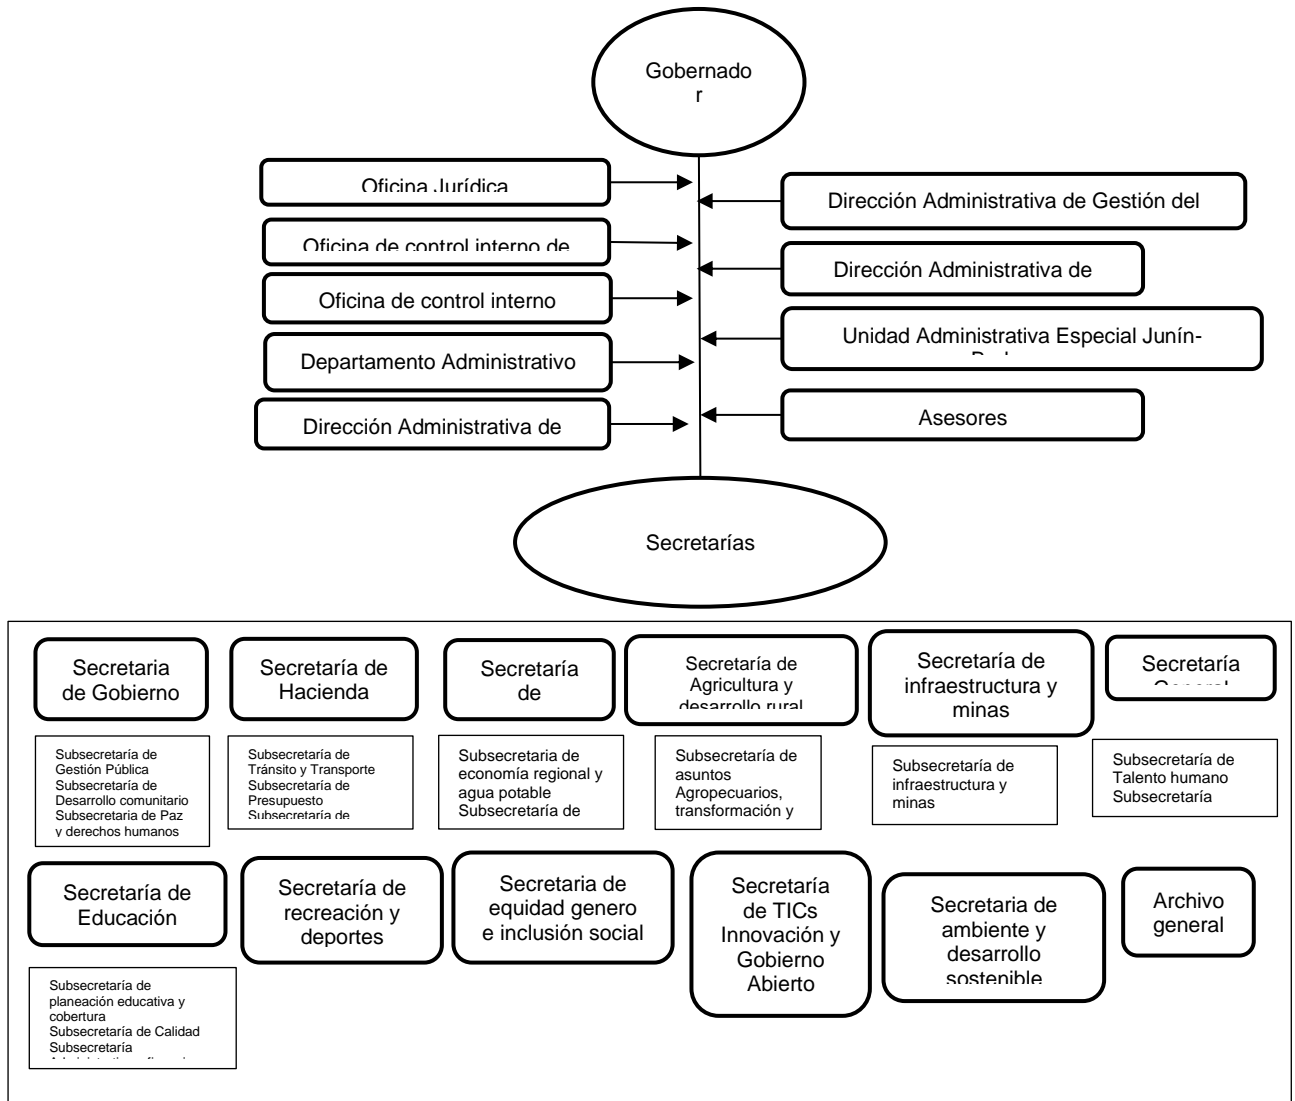 Gobernado
r
Oficina Jurídica
Dirección Administrativa de Gestión del
Oficina de control interno de
Dirección Administrativa de
Oficina de control interno
Unidad Administrativa Especial Junín-
Departamento Administrativo
Dirección Administrativa de
Asesores
Secretarías
Secretaria
de Gobierno
Secretaría de
Hacienda
Secretaría
de
Secretaría de
Agricultura y
desarrollo rural
Secretaría de
infraestructura y
minas
Secretaría
General
Subsecretaría de
Gestión Pública
Subsecretaría de
Desarrollo comunitario
Subsecretaria de Paz
y derechos humanos
Subsecretaría de
Tránsito y Transporte
Subsecretaría de
Presupuesto
Subsecretaría de
Subsecretaria de
economía regional y
agua potable
Subsecretaría de
Subsecretaría de
asuntos
Agropecuarios,
transformación y
Subsecretaría de
infraestructura y
minas
Subsecretaría de
Talento humano
Subsecretaría
Secretaría de
Educación
Secretaría de
recreación y
deportes
Secretaria de
equidad genero
e inclusión social
Secretaría
de TICs
Innovación y
Gobierno
Abierto
Secretaria de
ambiente y
desarrollo
sostenible
Archivo
general
Subsecretaría de
planeación educativa y
cobertura
Subsecretaría de Calidad
Subsecretaría